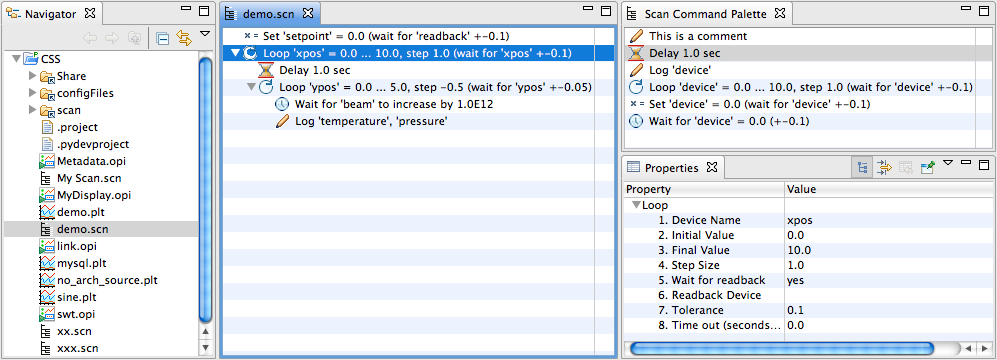 Navigator
CSS
Share
configFiles
scan
.project
.pydevproject
Metadata.opi
My Scan.scn
MyDisplay.opi
demo.plt
demo.scn
link.opi
mysql.plt
no_arch_source.plt
sine.plt
swt.opi
xx.scn
xxx.scn
demo.scn
Set 'setpoint' = 0.0 (wait for 'readback' +-0.1)
Loop 'xpos' = 0.0 ... 10.0, step 1.0 (wait for 'xpos' +-0.1)
Delay 1.0 sec
Loop 'ypos' = 0.0 ... 5.0, step -0.5 (wait for 'ypos' +-0.05)
Wait for 'beam' to increase by 1.0E12
Log 'temperature', 'pressure'
Scan Command Palette
This is a comment
Delay 1.0 sec
Log 'device'
Loop 'device' = 0.0 ... 10.0, step 1.0 (wait for 'device' +-0.1)
Set 'device' = 0.0 (wait for 'device' +-0.1)
Wait for 'device' = 0.0 (+-0.1)
Properties
Property Value
Loop
1. Device Name xpos
2. Initial Value 0.0
3. Final Value 10.0
4. Step Size 1.0
5. Wait for readback yes
6. Readback Device
7. Tolerance 0.1
8. Time out (seconds... 0.0